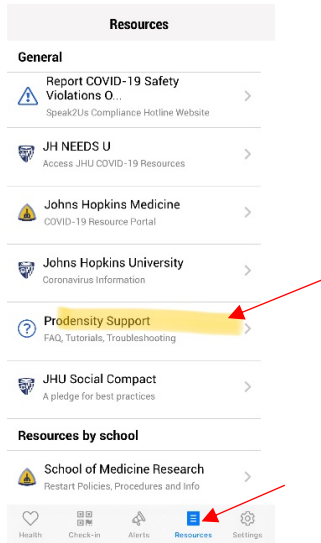 Resources
General
Report COVID-19 Safety
Violations O...
Speak2Us Compliance Hotline Website
JH NEEDS U
Access JHU COVID-19 Resources
Johns Hopkins Medicine
COVID-19 Resource Portal
Johns Hopkins University
Coronavirus Information
Prodensity Support
FAQ, Tutorials, Troubleshooting
JHU Social Compact
A pledge for best practices
Resources by school
School of Medicine Research
Restart Policies, Procedures and Info
Health Check-in Alerts Resources Settings